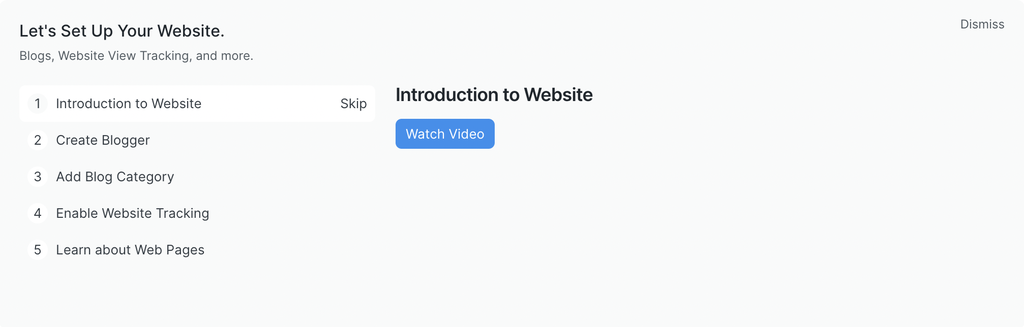 Let's Set Up Your Website.
Dismiss
Blogs, Website View Tracking, and more.
1 Introduction to Website Skip
2 Create Blogger
3 Add Blog Category
4 Enable Website Tracking
5 Learn about Web Pages
Introduction to Website
Watch Video